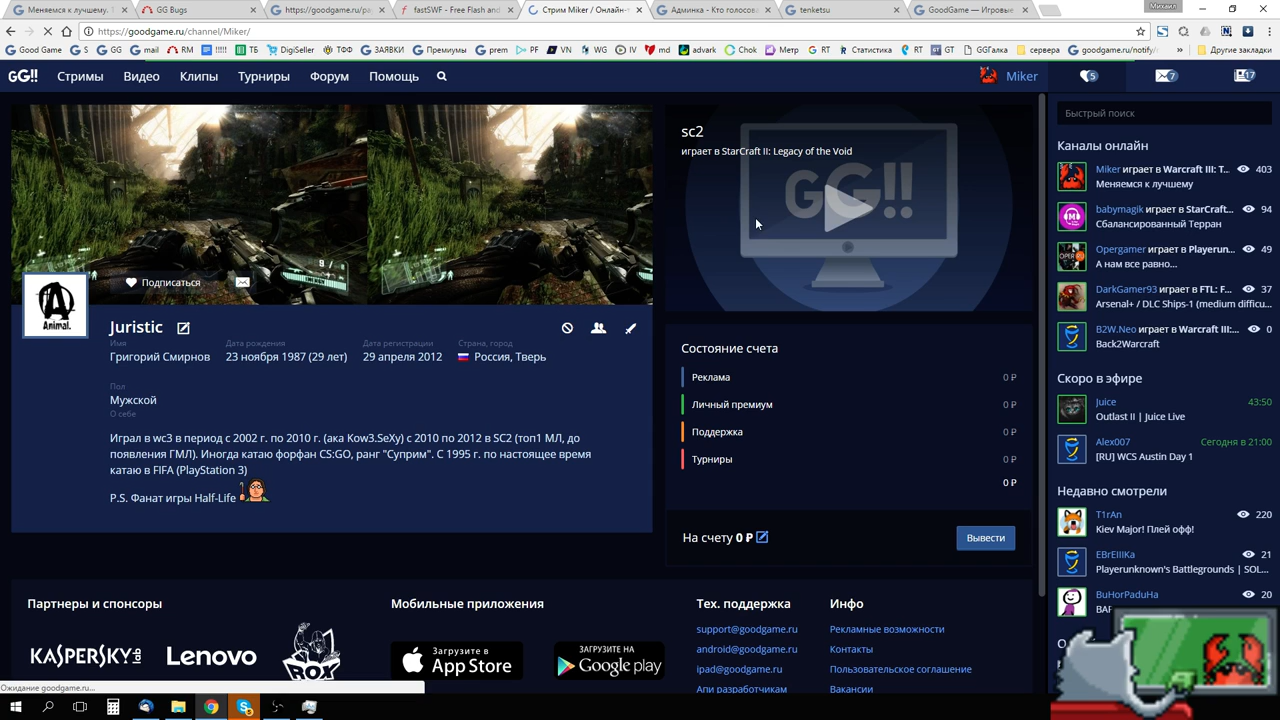 Михаил
Меняемся к лучшему.
GG Bugs
https://goodgame.ru/pa
fastSWF - Free Flash and
Стрим Miker / Онлайн-т
Админка - Кто голосова
tenketsu
GoodGame — Игровые
https://goodgame.ru/channel/Miker/
Good Game
S
GG
mail
RM
!!!!!
ТБ
DigiSeller
ТФФ
ЗАЯВКИ
Премиумы
prem
PF
VN
WG
IV
md
advark
Chok
Метр
RT
Статистика
RT
GT
ГГГалка
сервера
goodgame.ru/notify/
»
Другие закладки
GG!!
Стримы
Видео
Клипы
Турниры
Форум
Помощь
Miker
5
7
17
Подписаться
Animal.
Juristic
Имя
Дата рождения
Дата регистрации
Страна, город
Григорий Смирнов
23 ноября 1987 (29 лет)
29 апреля 2012
Россия, Тверь
Пол
Мужской
О себе
Играл в wc3 в период с 2002 г. по 2010 г. (ака Kow3.SeXy) с 2010 по 2012 в SC2 (топ1 МЛ, до
появления ГМЛ). Иногда катаю форфан CS:GO, ранг "Суприм". С 1995 г. по настоящее время
катаю в FIFA (PlayStation 3)
P.S. Фанат игры Half-Life
sc2
играет в StarCraft II: Legacy of the Void
GG!!
Состояние счета
Реклама
0 ₽
Личный премиум
0 ₽
Поддержка
0 ₽
Турниры
0 ₽
0 ₽
На счету 0 ₽
Вывести
Быстрый поиск
Каналы онлайн
Miker играет в Warcraft III: T...
403
Меняемся к лучшему
babymagik играет в StarCraft...
94
Сбалансированный Терран
Opergamer играет в Playerun...
49
А нам все равно...
DarkGamer93 играет в FTL: F...
37
Arsenal+ / DLC Ships-1 (medium difficu...
B2W.Neo играет в Warcraft III:...
0
Back2Warcraft
Скоро в эфире
Juice
43:50
Outlast II | Juice Live
Alex007
Сегодня в 21:00
[RU] WCS Austin Day 1
Недавно смотрели
T1rAn
220
Kiev Major! Плей офф!
EBrEIIIKa
21
Playerunknown's Battlegrounds | SOL...
BuHorPaDuHa
20
Партнеры и спонсоры
KASPERSKY lab
Lenovo
ROX
Мобильные приложения
Загрузите в
App Store
ЗАГРУЗИТЕ НА
Google play
Тех. поддержка
support@goodgame.ru
android@goodgame.ru
ipad@goodgame.ru
Апи разработчикам
Инфо
Рекламные возможности
Контакты
Пользовательское соглашение
Вакансии
Ожидание goodgame.ru...